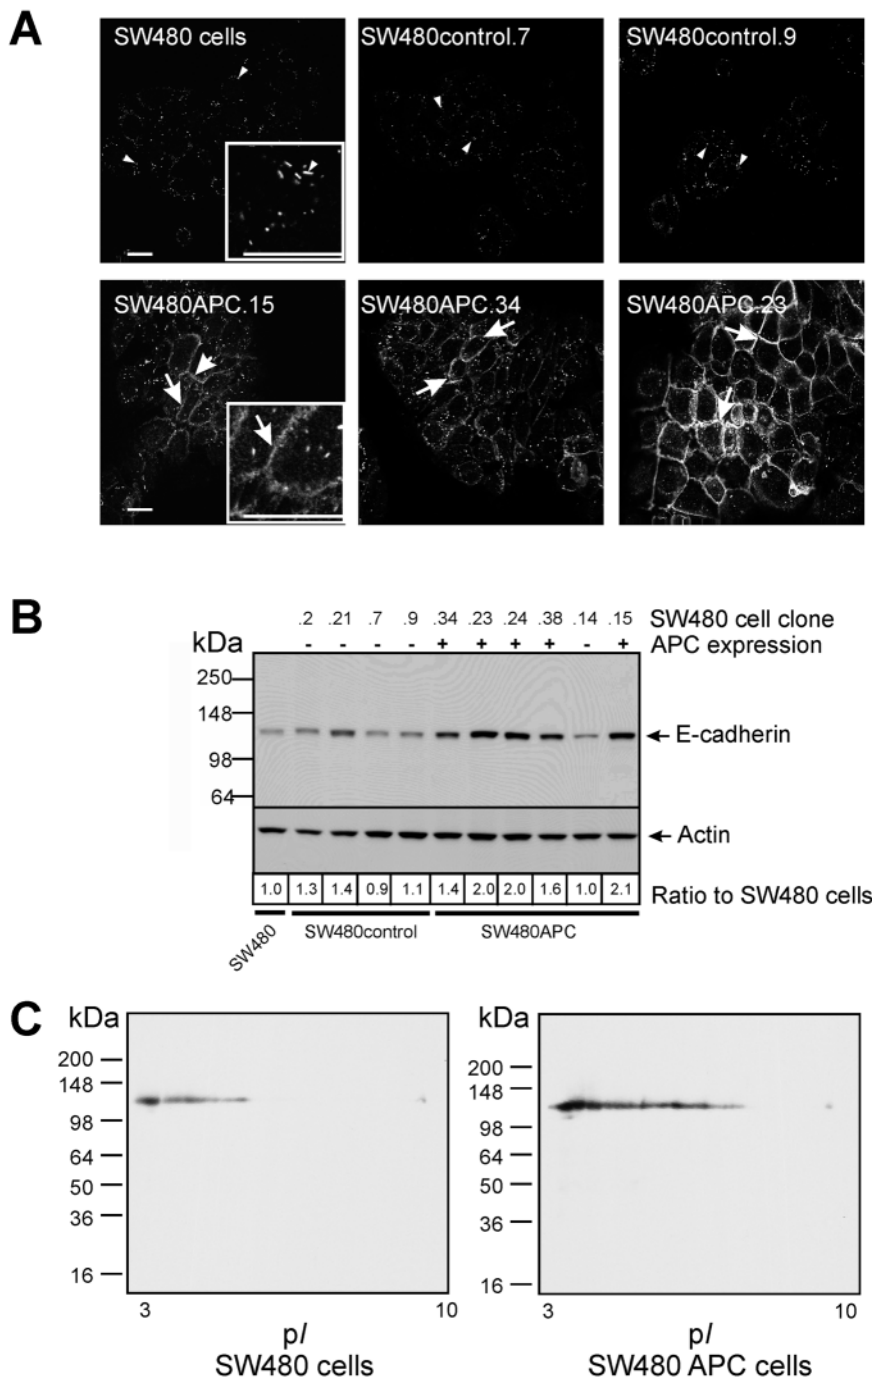 A
SW480 cells
SW480control.7
SW480control.9
SW480APC.15
SW480APC.34
SW480APC.23
B
.2 .21 .7 .9 .34 .23 .24 .38 .14 .15 SW480 cell clone
kDa - - - - + + + + - + APC expression
250
148
E-cadherin
98
64
Actin
1.0 1.3 1.4 0.9 1.1 1.4 2.0 2.0 1.6 1.0 2.1 Ratio to SW480 cells
SW480 SW480control SW480APC
C
kDa
200
148
98
64
50
36
16
3 10
pI
SW480 cells
kDa
200
148
98
64
50
36
16
3 10
pI
SW480 APC cells